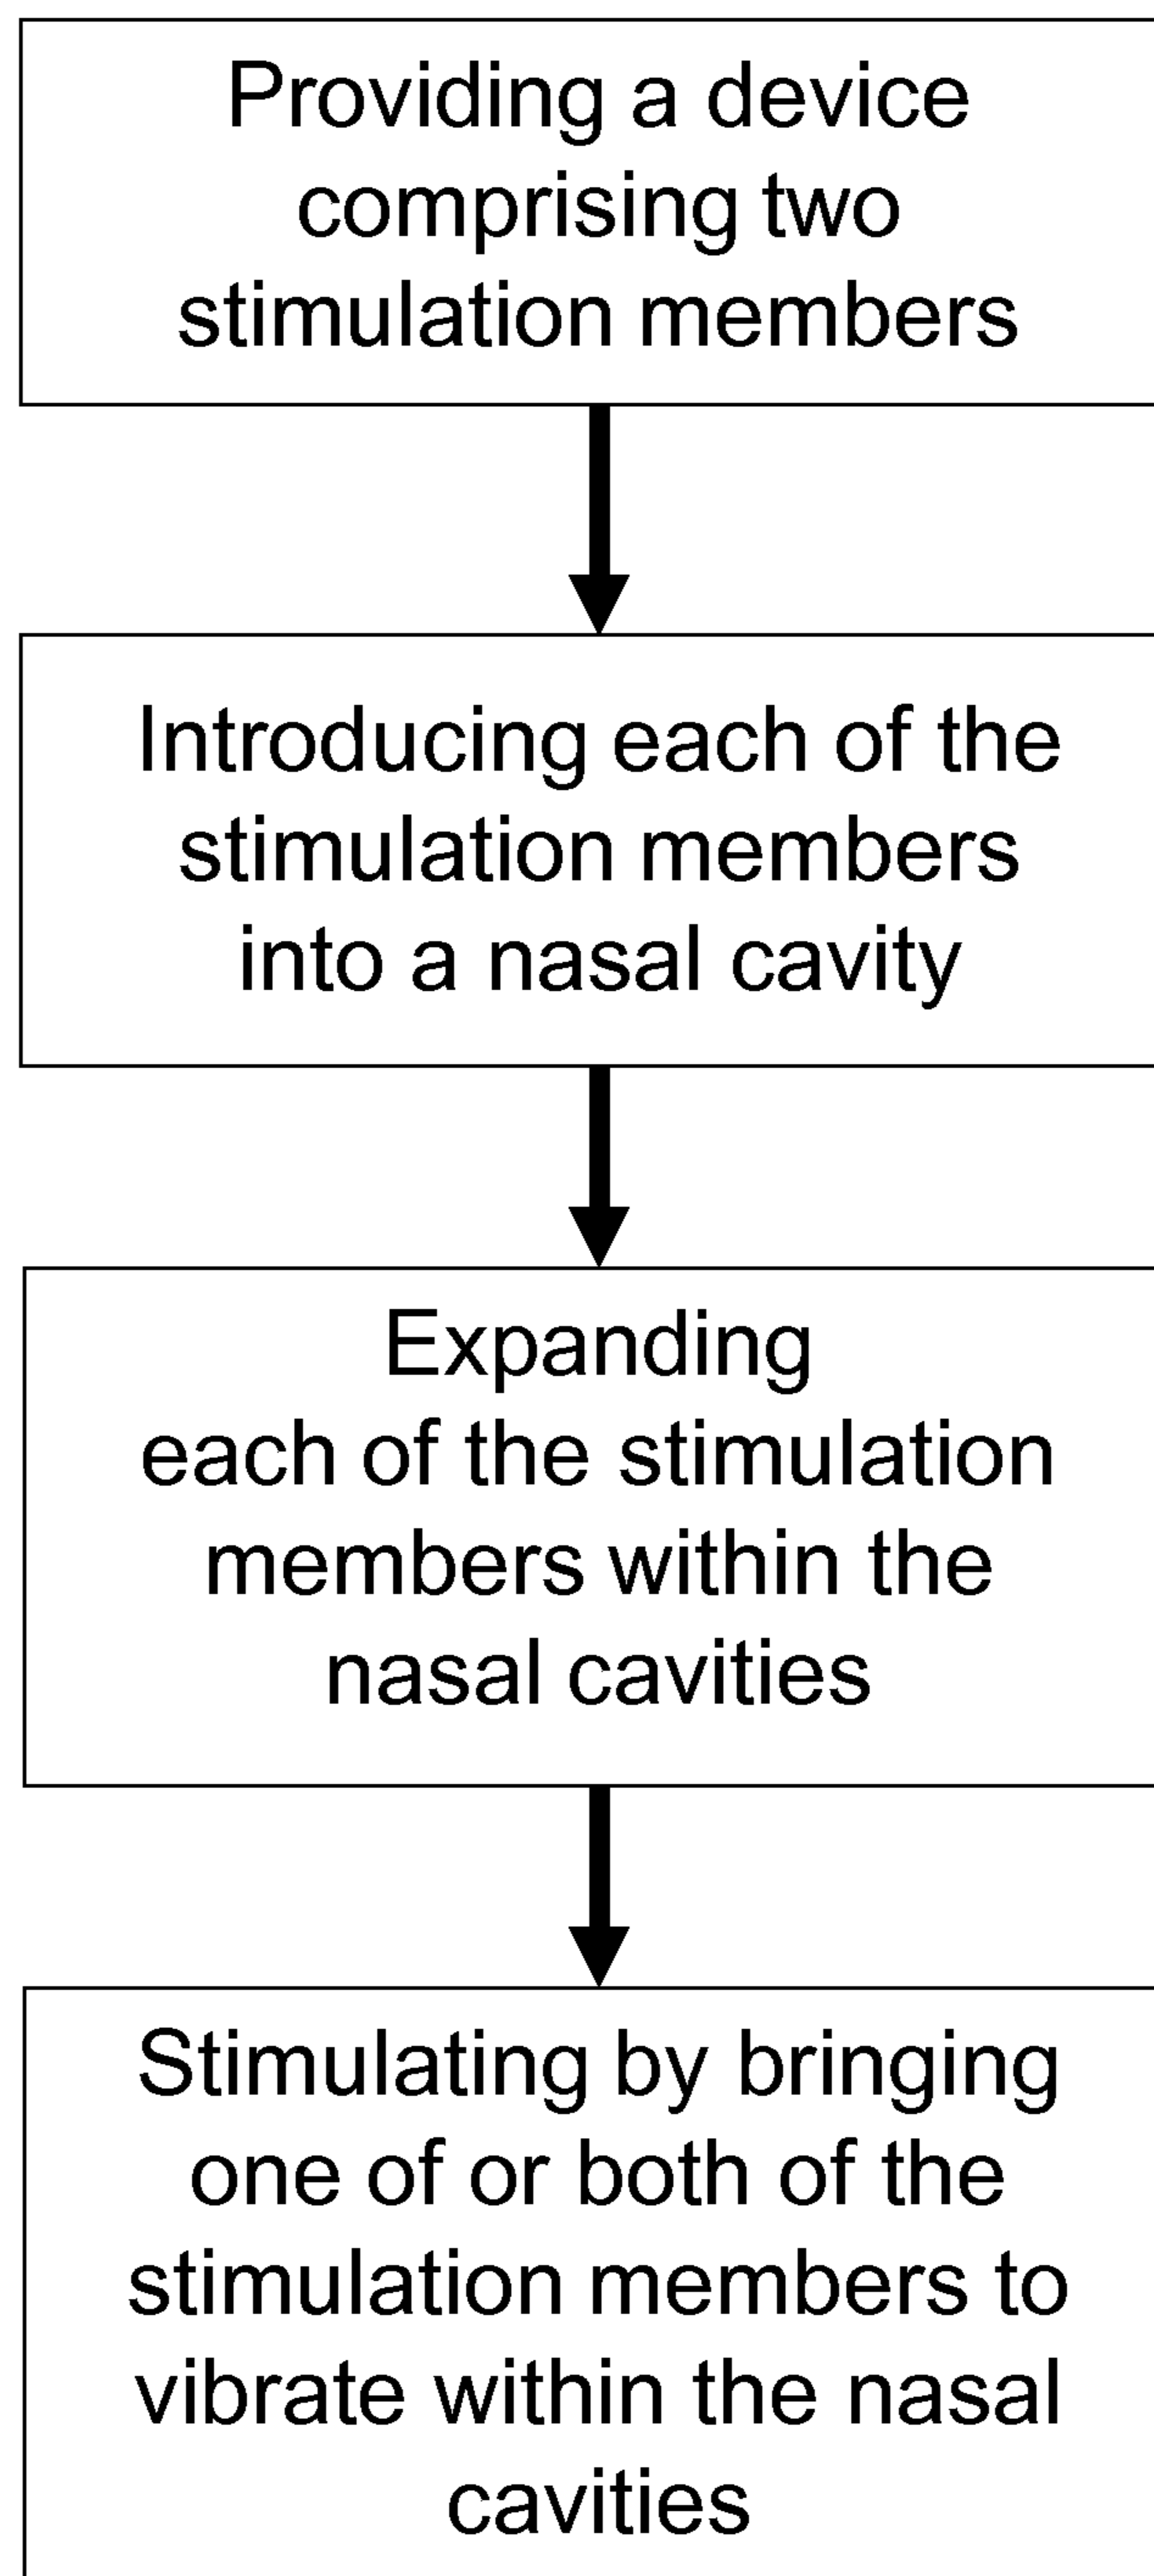 Providing a device
comprising two
stimulation members
Introducing each of the
stimulation members
into a nasal cavity
Expanding
each of the stimulation
members within the
nasal cavities
Stimulating by bringing
one of or both of the
stimulation members to
vibrate within the nasal
cavities